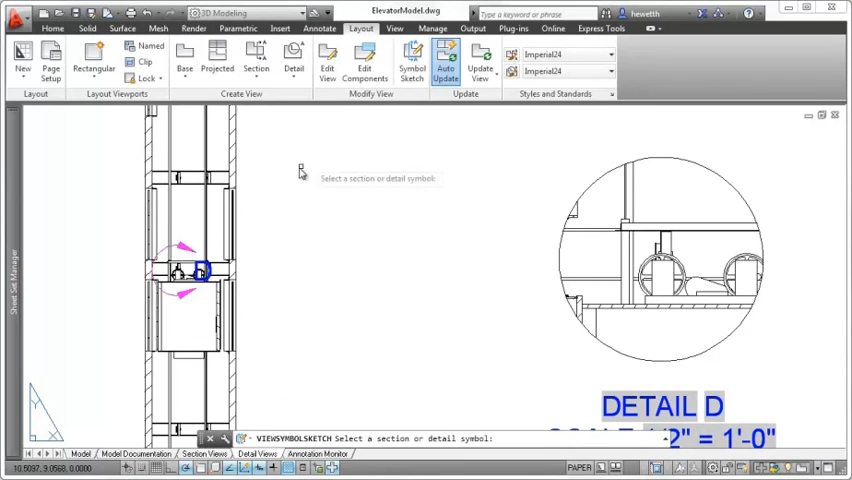 3D Modeling
ElevatorModel.dwg
Type a keyword or phrase
hewetth
Home Solid Surface Mesh Render Parametric Insert Annotate Layout View Manage Output Plug-ins Online Express Tools
New
Page Setup
Rectangular
Named
Clip
Lock
Base
Projected
Section
Detail
Edit View
Edit Components
Symbol Sketch
Auto Update
Update View
Imperial24
Imperial24
Layout
Layout Viewports
Create View
Modify View
Update
Styles and Standards
Select a section or detail symbol:
Sheet Set Manager
DETAIL D
1/2" = 1'-0"
VIEWSYMBOLSKETCH Select a section or detail symbol:
Model Model Documentation Section Views Detail Views Annotation Monitor
10.5097, 9.0568, 0.0000
PAPER
Y
X